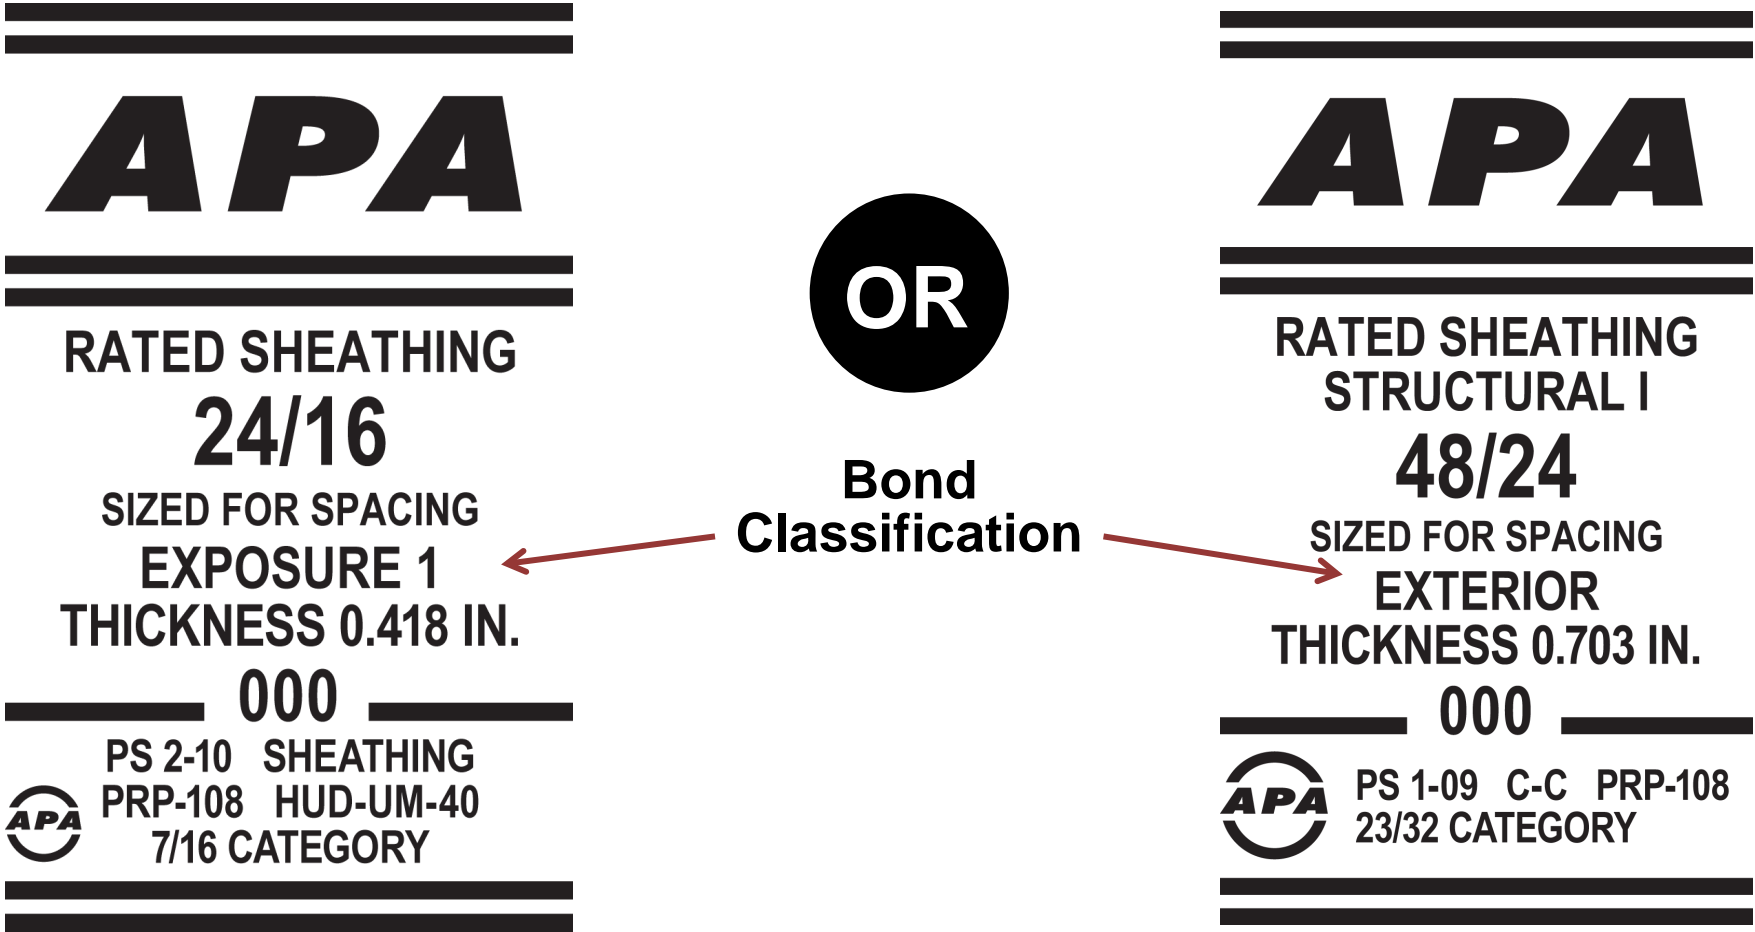 APA
RATED SHEATHING
24/16
SIZED FOR SPACING
EXPOSURE 1
THICKNESS 0.418 IN.
000
PS 2-10 SHEATHING
PRP-108 HUD-UM-40
7/16 CATEGORY
APA
OR
Bond
Classification
APA
RATED SHEATHING
STRUCTURAL I
48/24
SIZED FOR SPACING
EXTERIOR
THICKNESS 0.703 IN.
000
APA
PS 1-09 C-C PRP-108
23/32 CATEGORY